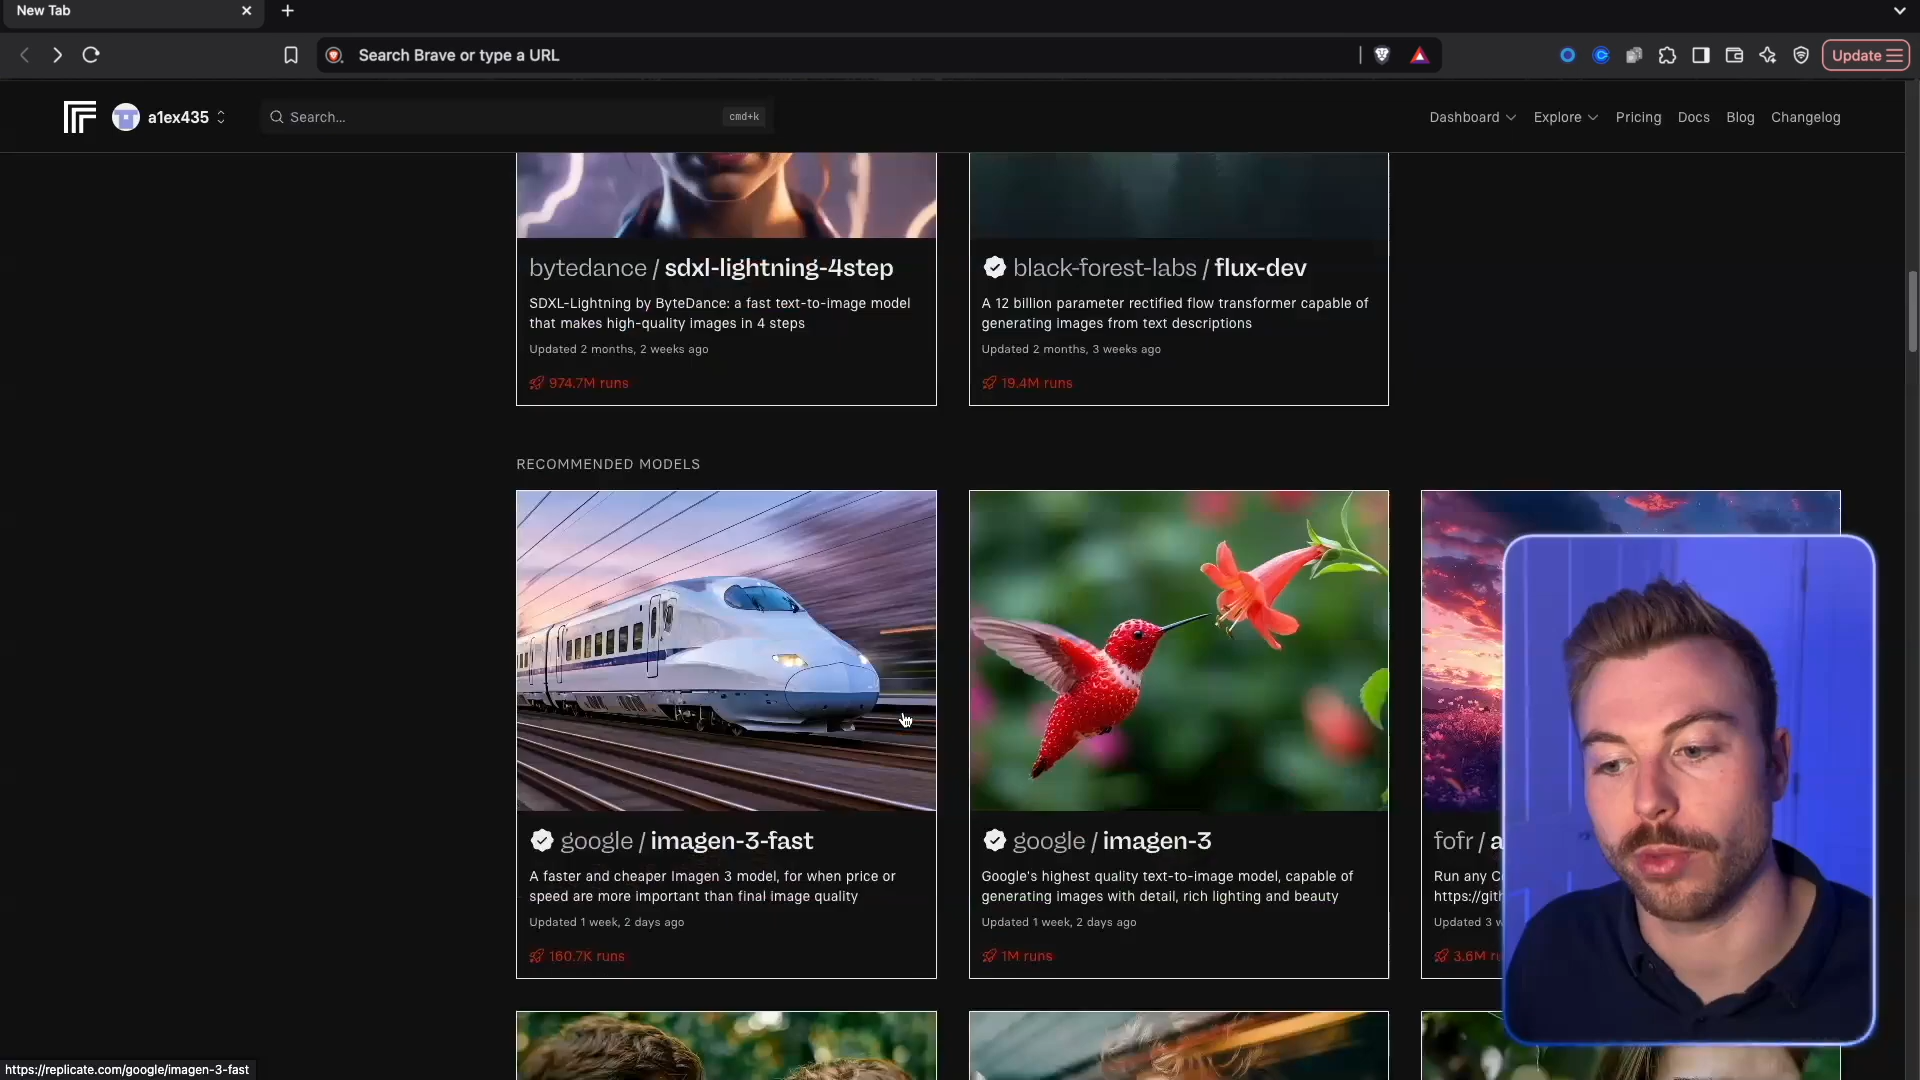 New Tab
Search Brave or type a URL
Update
a1ex435
Search...
cmd+k
Dashboard
Explore
Pricing
Docs
Blog
Changelog
bytedance / sdxl-lightning-4step
SDXL-Lightning by ByteDance: a fast text-to-image model
that makes high-quality images in 4 steps
Updated 2 months, 2 weeks ago
974.7M runs
black-forest-labs / flux-dev
A 12 billion parameter rectified flow transformer capable of
generating images from text descriptions
Updated 2 months, 3 weeks ago
19.4M runs
RECOMMENDED MODELS
google / imagen-3-fast
A faster and cheaper Imagen 3 model, for when price or
speed are more important than final image quality
Updated 1 week, 2 days ago
160.7K runs
google / imagen-3
Google's highest quality text-to-image model, capable of
generating images with detail, rich lighting and beauty
Updated 1 week, 2 days ago
1M runs
fofr /
Run any
Updated 3
3.6M
https://replicate.com/google/imagen-3-fast